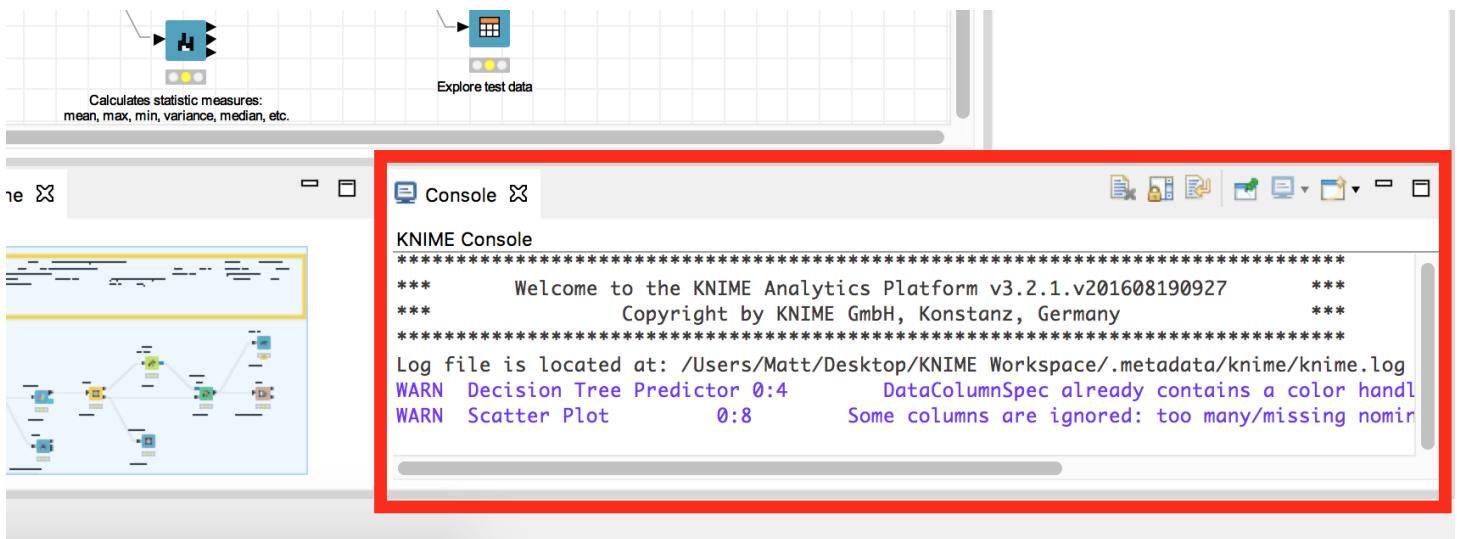 Calculates statistic measures:
mean, max, min, variance, median, etc.
Explore test data
ne
Console
KNIME Console
********************************************************************************
***       Welcome to the KNIME Analytics Platform v3.2.1.v201608190927       ***
***                Copyright by KNIME GmbH, Konstanz, Germany                ***
********************************************************************************
Log file is located at: /Users/Matt/Desktop/KNIME Workspace/.metadata/knime/knime.log
WARN  Decision Tree Predictor 0:4        DataColumnSpec already contains a color handl
WARN  Scatter Plot         0:8        Some columns are ignored: too many/missing nomin